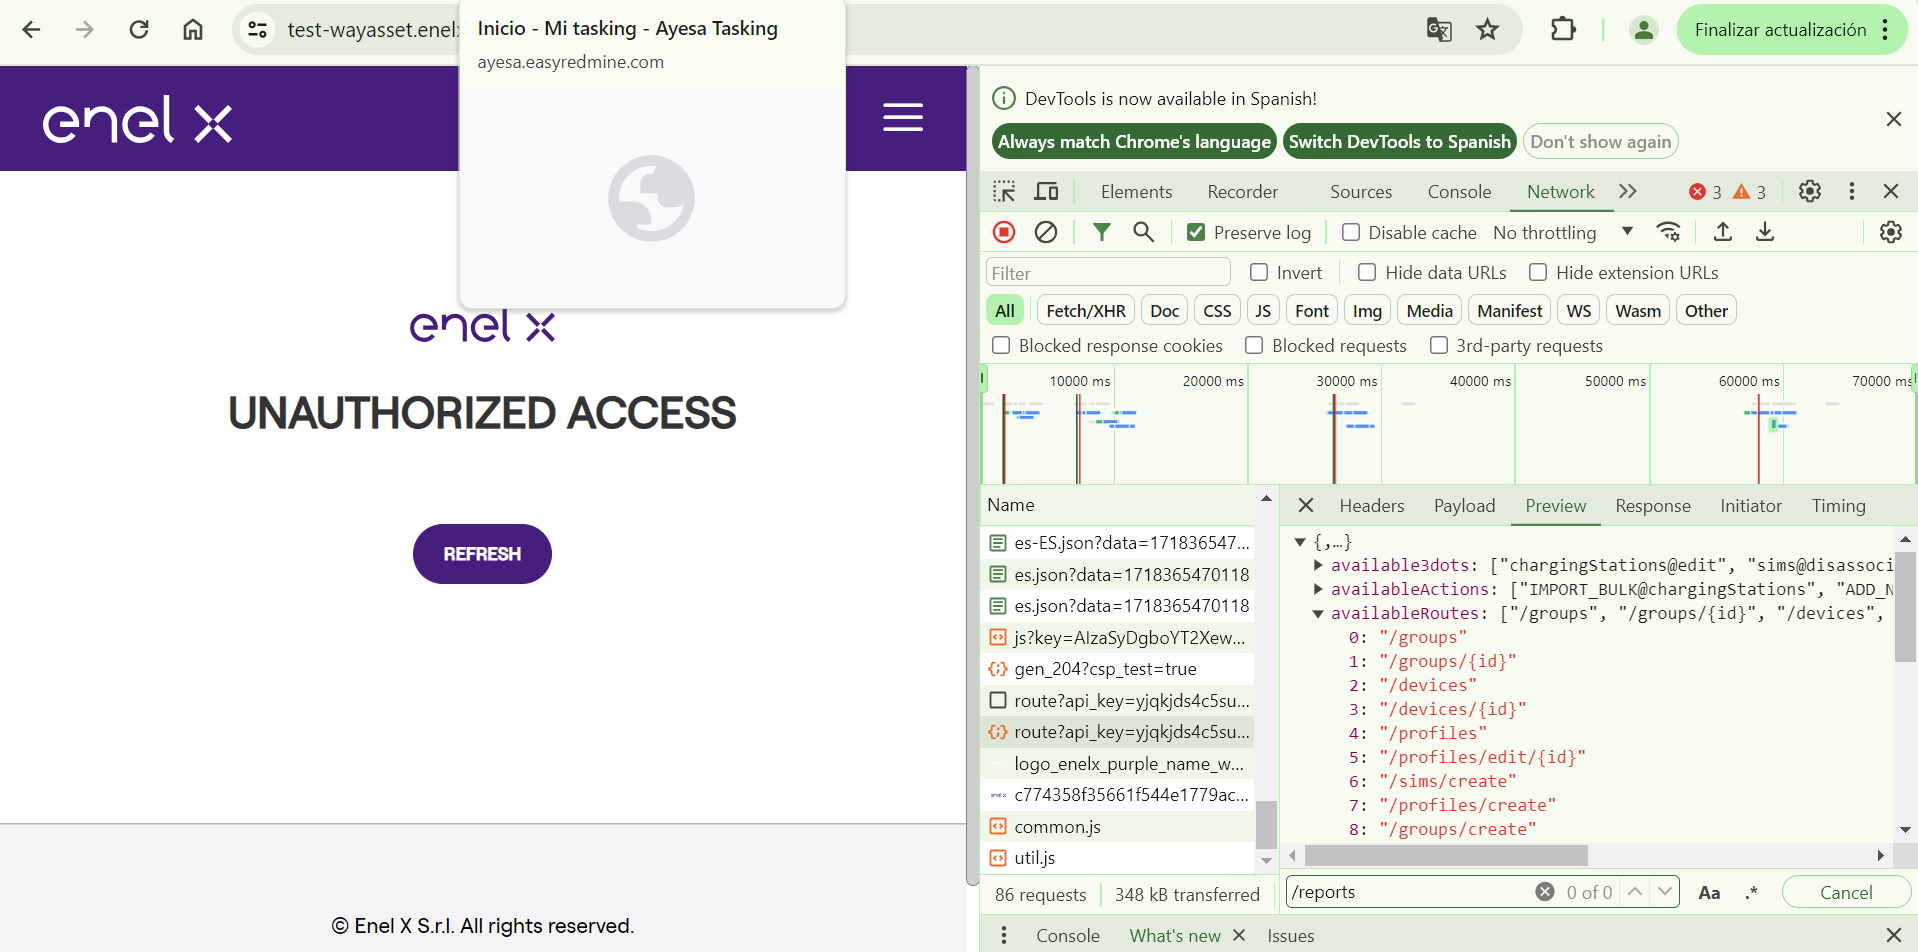 test-wayasset.enelx
Inicio - Mi tasking - Ayesa Tasking
ayesa.easyredmine.com
Finalizar actualización
enel x
enel x
UNAUTHORIZED ACCESS
REFRESH
© Enel X S.r.l. All rights reserved.
DevTools is now available in Spanish!
Always match Chrome's language
Switch DevTools to Spanish
Don't show again
Elements
Recorder
Sources
Console
Network
3
3
Preserve log
Disable cache
No throttling
Filter
Invert
Hide data URLs
Hide extension URLs
All
Fetch/XHR
Doc
CSS
JS
Font
Img
Media
Manifest
WS
Wasm
Other
Blocked response cookies
Blocked requests
3rd-party requests
10000 ms
20000 ms
30000 ms
40000 ms
50000 ms
60000 ms
70000 ms
Name
es-ES.json?data=171836547...
es.json?data=1718365470118
es.json?data=1718365470118
js?key=AIzaSyDgboYT2Xew...
gen_204?csp_test=true
route?api_key=yjqkjds4c5su...
route?api_key=yjqkjds4c5su...
logo_enelx_purple_name_w...
c774358f35661f544e1779ac...
common.js
util.js
86 requests
348 kB transferred
Headers
Payload
Preview
Response
Initiator
Timing
{,…}
available3dots: ["chargingStations@edit", "sims@disassoci
availableActions: ["IMPORT_BULK@chargingStations", "ADD_N
availableRoutes: ["/groups", "/groups/{id}", "/devices",
0: "/groups"
1: "/groups/{id}"
2: "/devices"
3: "/devices/{id}"
4: "/profiles"
5: "/profiles/edit/{id}"
6: "/sims/create"
7: "/profiles/create"
8: "/groups/create"
/reports
0 of 0
Aa
.*
Cancel
Console
What's new
Issues